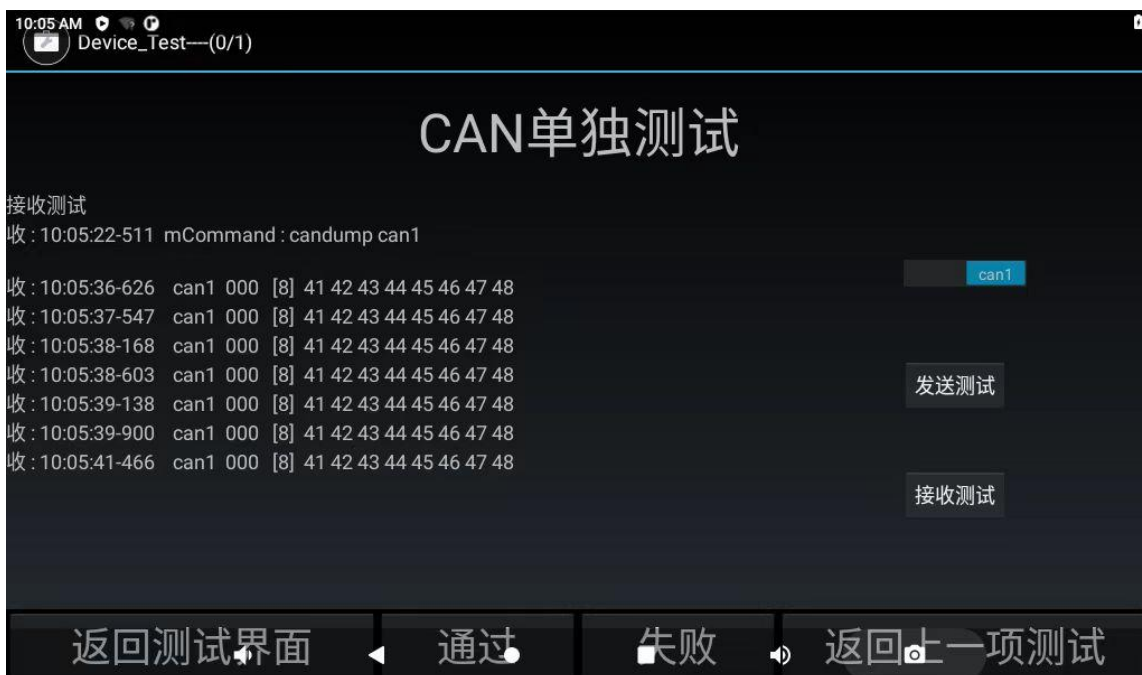 10:05 AM
Device_Test----(0/1)
CAN单独测试
接收测试
收 : 10:05:22-511 mCommand : candump can1
收 : 10:05:36-626 can1 000 [8] 41 42 43 44 45 46 47 48
收 : 10:05:37-547 can1 000 [8] 41 42 43 44 45 46 47 48
收 : 10:05:38-168 can1 000 [8] 41 42 43 44 45 46 47 48
收 : 10:05:38-603 can1 000 [8] 41 42 43 44 45 46 47 48
收 : 10:05:39-138 can1 000 [8] 41 42 43 44 45 46 47 48
收 : 10:05:39-900 can1 000 [8] 41 42 43 44 45 46 47 48
收 : 10:05:41-466 can1 000 [8] 41 42 43 44 45 46 47 48
can1
发送测试
接收测试
返回测试界面
通过
失败
返回上一项测试